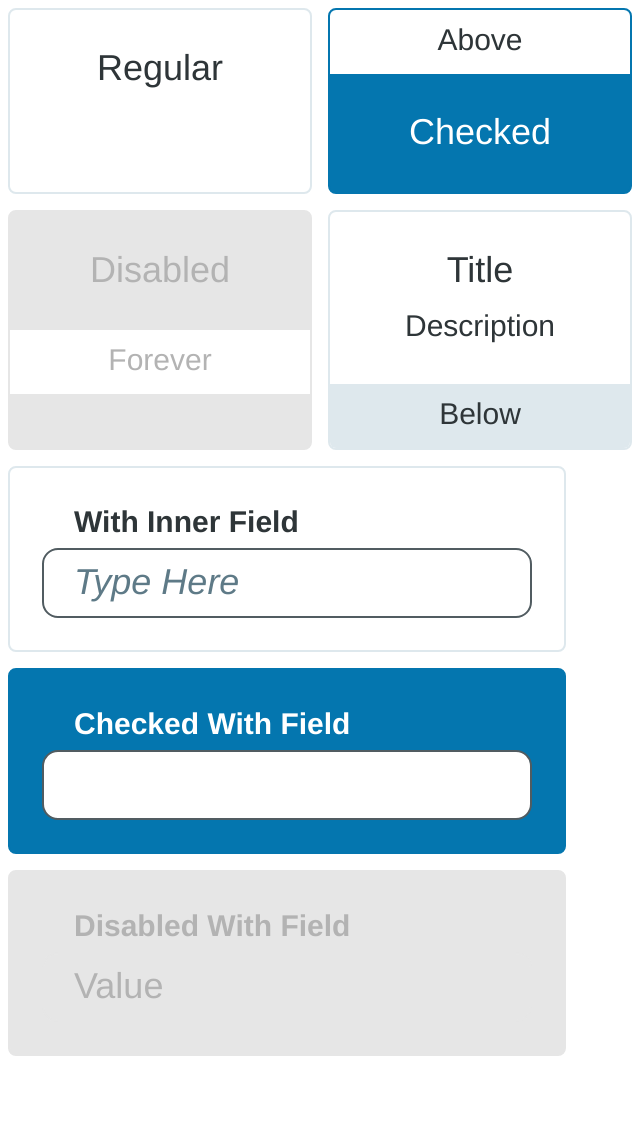 Regular
Above
Checked
Disabled
Forever
Title
Description
Below
With Inner Field
Type Here
Checked With Field
Disabled With Field
Value